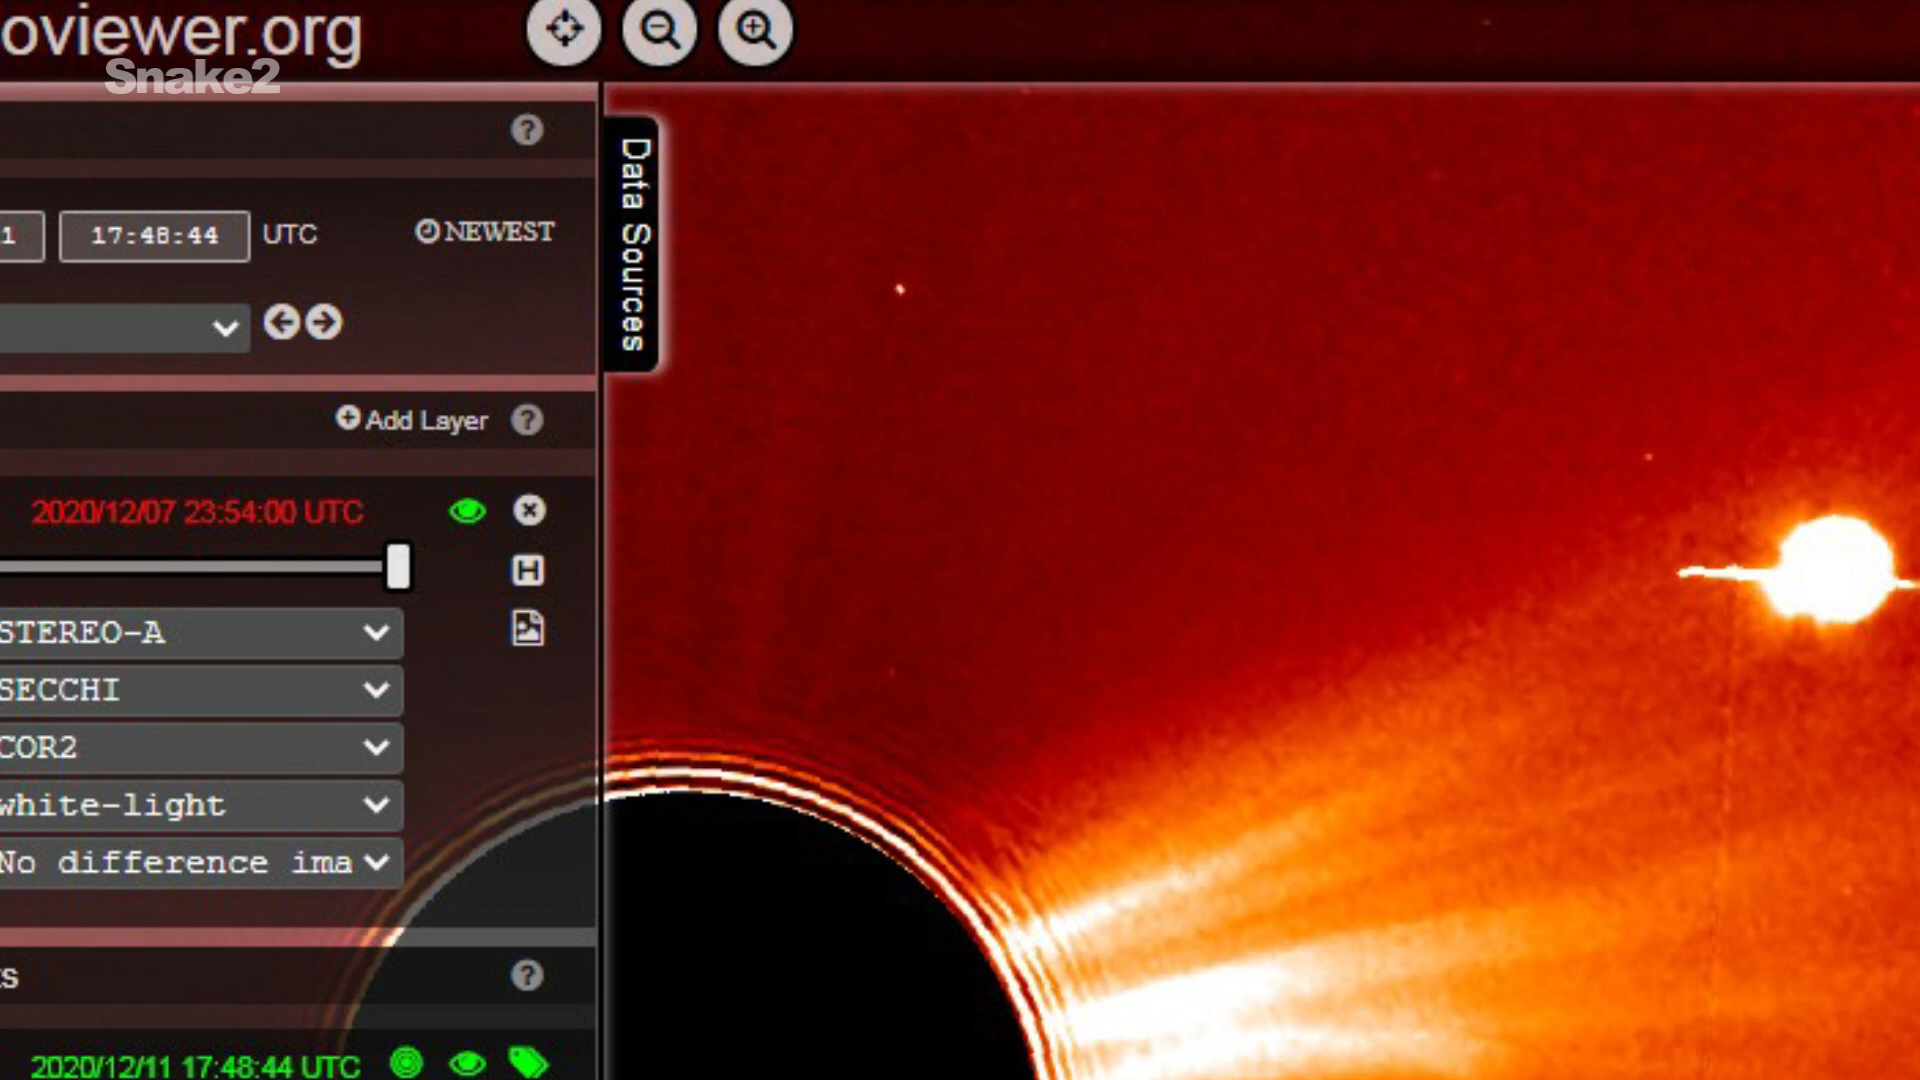 oviewer.org
Snake2
1 17:48:44 UTC NEWEST
Data Sources
Add Layer
2020/12/07 23:54:00 UTC
STEREO-A
SECCHI
COR2
white-light
No difference ima
s
2020/12/11 17:48:44 UTC